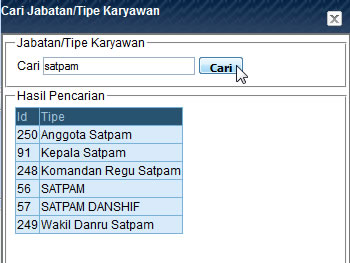 Cari Jabatan/Tipe Karyawan
Jabatan/Tipe Karyawan
Cari satpam Cari
Hasil Pencarian
Id Tipe
250 Anggota Satpam
91 Kepala Satpam
248 Komandan Regu Satpam
56 SATPAM
57 SATPAM DANSHIF
249 Wakil Danru Satpam